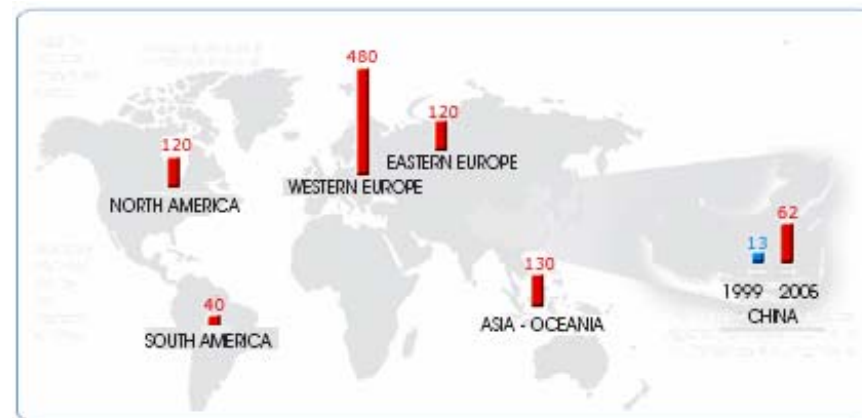 480
120
EASTERN EUROPE
120
WESTERN EUROPE
NORTH AMERICA
62
13
130
1999 2005
CHINA
40
ASIA - OCEANIA
SOUTH AMERICA